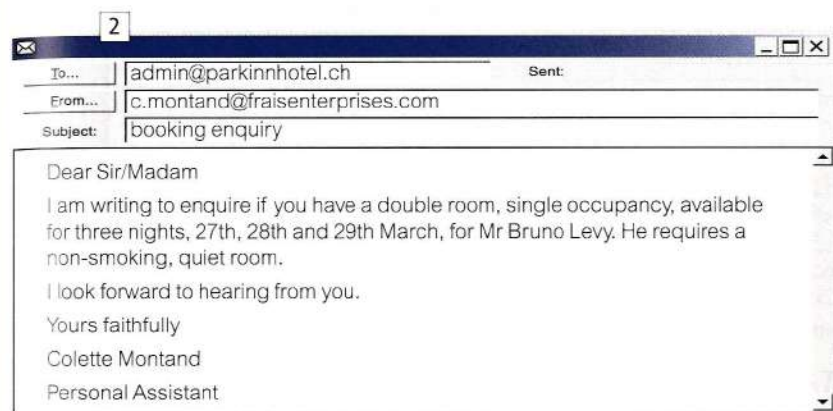 2
To... admin@parkinnhotel.ch Sent:
From... c.montand@fraisenterprises.com
Subject: booking enquiry
Dear Sir/Madam
I am writing to enquire if you have a double room, single occupancy, available
for three nights, 27th, 28th and 29th March, for Mr Bruno Levy. He requires a
non-smoking, quiet room.
I look forward to hearing from you.
Yours faithfully
Colette Montand
Personal Assistant